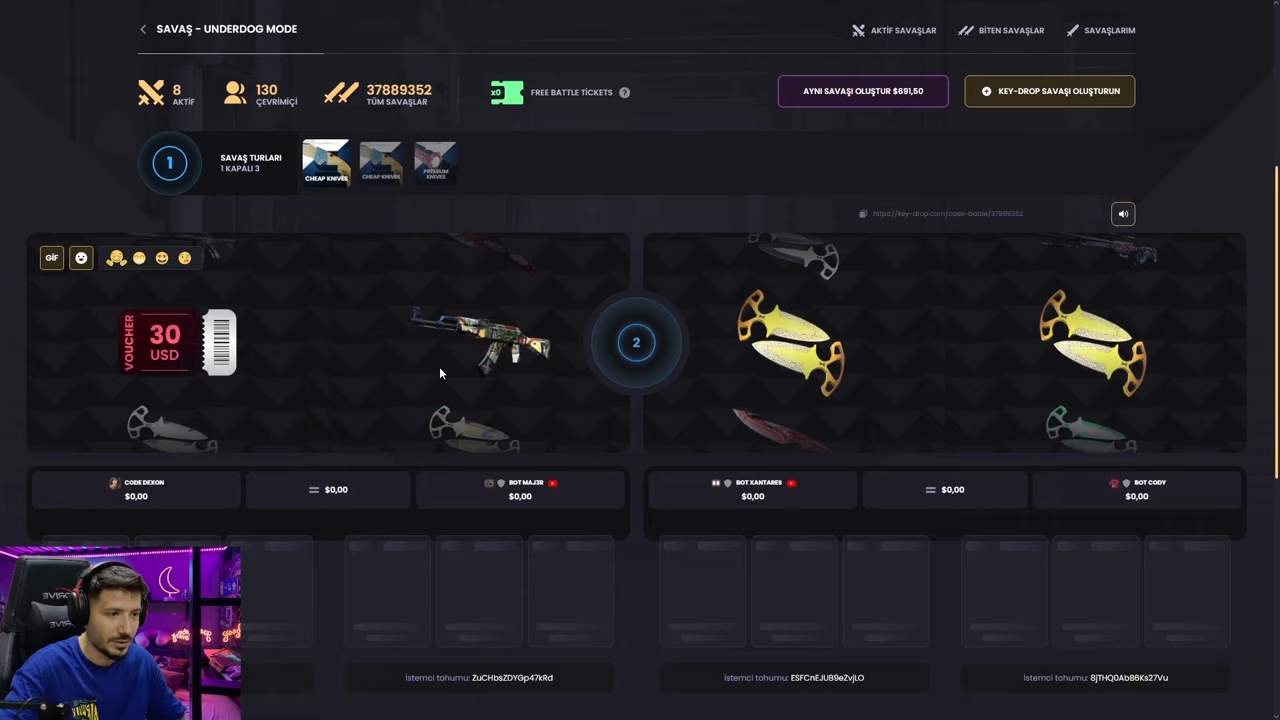 SAVAŞ - UNDERDOG MODE
AKTİF SAVAŞLAR
BİTEN SAVAŞLAR
SAVAŞLARIM
8
AKTİF
130
ÇEVRİMİÇİ
37889352
TÜM SAVAŞLAR
x0
FREE BATTLE TICKETS
?
AYNI SAVAŞI OLUŞTUR $691,50
KEY-DROP SAVAŞI OLUŞTURUN
1
SAVAŞ TURLARI
1 KAPALI 3
CHEAP KNIVES
CHEAP KNIVES
PREMIUM KNIVES
https://key-drop.com/case-battle/37889352
GİF
VOUCHER
30
USD
2
CODE DEXON
$0,00
$0,00
BOT MAJ3R
$0,00
BOT XANTARES
$0,00
$0,00
BOT CODY
$0,00
İstemci tohumu: ZuCHbsZDYGp47kRd
İstemci tohumu: ESFCnEJUB9eZvjLO
İstemci tohumu: 8jTHQ0AbB6Ks27Vu